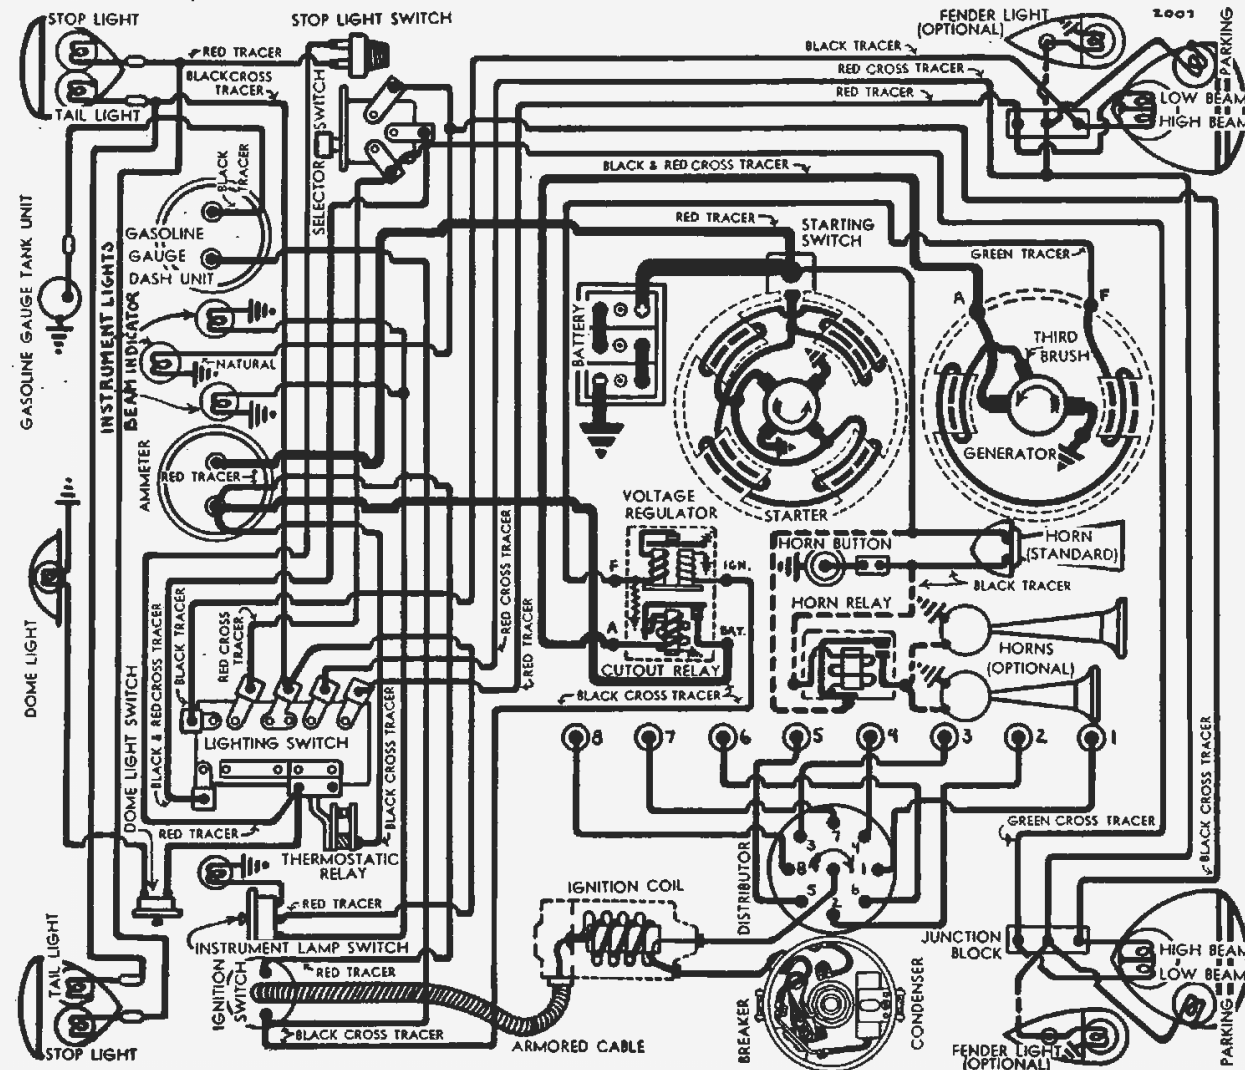 STOP LIGHT
STOP LIGHT SWITCH
FENDER LIGHT
(OPTIONAL)
2007
PARKING
RED TRACER
BLACK CROSS
TRACER
BLACK TRACER
RED CROSS TRACER
RED TRACER
LOW BEAM
HIGH BEAM
TAIL LIGHT
SELECTOR SWITCH
BLACK
TRACER
BLACK & RED CROSS TRACER
GASOLINE GAUGE TANK UNIT
GASOLINE
GAUGE
DASH UNIT
RED TRACER
STARTING
SWITCH
GREEN TRACER
INSTRUMENT LIGHTS
BEAM INDICATOR
NATURAL
BATTERY
A
F
THIRD
BRUSH
GENERATOR
AMMETER
RED TRACER
STARTER
VOLTAGE
REGULATOR
F
IGN.
A
BAT.
CUTOUT RELAY
HORN BUTTON
HORN
(STANDARD)
BLACK TRACER
HORN RELAY
HORNS
(OPTIONAL)
RED CROSS TRACER
RED TRACER
BLACK CROSS TRACER
DOME LIGHT
DOME LIGHT SWITCH
BLACK & RED CROSS TRACER
BLACK TRACER
RED CROSS
TRACER
LIGHTING SWITCH
BLACK CROSS TRACER
8 7 6 5 4 3 2 1
RED TRACER
THERMOSTATIC
RELAY
DISTRIBUTOR
7
3
4
8
1
5
6
2
GREEN CROSS TRACER
BLACK CROSS TRACER
IGNITION COIL
RED TRACER
INSTRUMENT LAMP SWITCH
TAIL LIGHT
STOP LIGHT
IGNITION
SWITCH
RED TRACER
BLACK CROSS TRACER
ARMORED CABLE
BREAKER
CONDENSER
JUNCTION
BLOCK
HIGH BEAM
LOW BEAM
PARKING
FENDER LIGHT
(OPTIONAL)